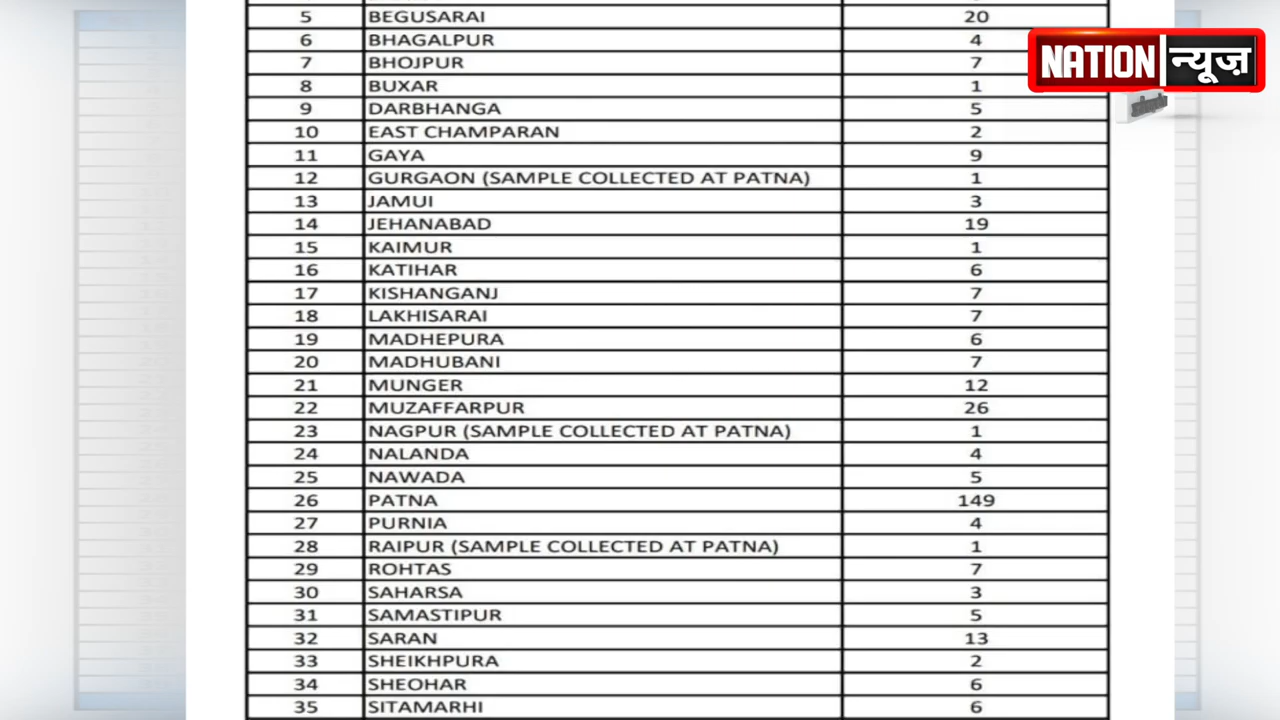 5 BEGUSARAI 20
6 BHAGALPUR 4
7 BHOJPUR 7
8 BUXAR 1
9 DARBHANGA 5
10 EAST CHAMPARAN 2
11 GAYA 9
12 GURGAON (SAMPLE COLLECTED AT PATNA) 1
13 JAMUI 3
14 JEHANABAD 19
15 KAIMUR 1
16 KATIHAR 6
17 KISHANGANJ 7
18 LAKHISARAI 7
19 MADHEPURA 6
20 MADHUBANI 7
21 MUNGER 12
22 MUZAFFARPUR 26
23 NAGPUR (SAMPLE COLLECTED AT PATNA) 1
24 NALANDA 4
25 NAWADA 5
26 PATNA 149
27 PURNIA 4
28 RAIPUR (SAMPLE COLLECTED AT PATNA) 1
29 ROHTAS 7
30 SAHARSA 3
31 SAMASTIPUR 5
32 SARAN 13
33 SHEIKHPURA 2
34 SHEOHAR 6
35 SITAMARHI 6
NATION न्यूज़